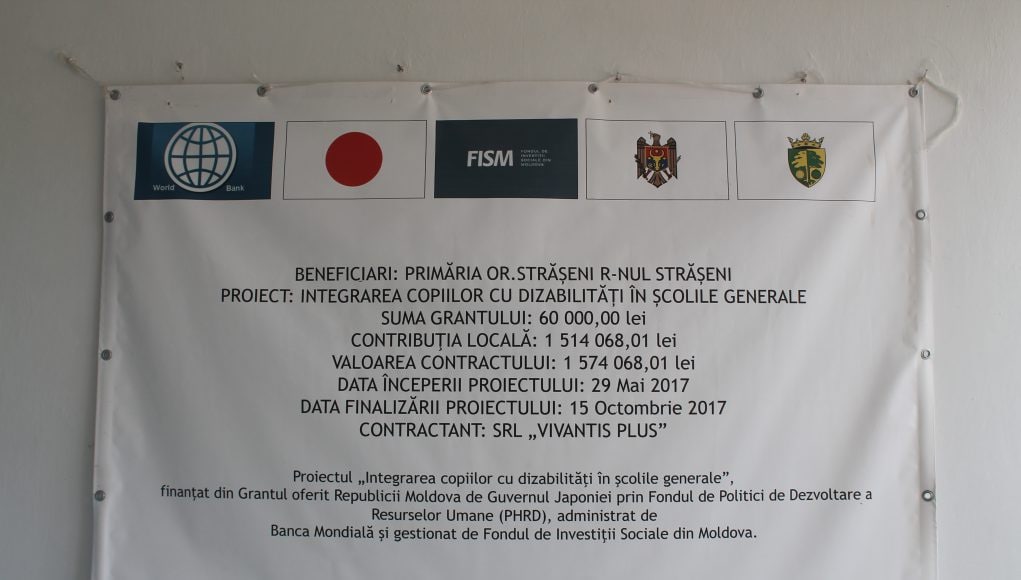 World Bank
FISM
FONDUL DE
INVESTIȚII
SOCIALE DIN
MOLDOVA
BENEFICIARI: PRIMĂRIA OR.STRĂȘENI R-NUL STRĂȘENI
PROIECT: INTEGRAREA COPIILOR CU DIZABILITĂȚI ÎN ȘCOLILE GENERALE
SUMA GRANTULUI: 60 000,00 lei
CONTRIBUȚIA LOCALĂ: 1 514 068,01 lei
VALOAREA CONTRACTULUI: 1 574 068,01 lei
DATA ÎNCEPERII PROIECTULUI: 29 Mai 2017
DATA FINALIZĂRII PROIECTULUI: 15 Octombrie 2017
CONTRACTANT: SRL „VIVANTIS PLUS”
Proiectul „Integrarea copiilor cu dizabilități în școlile generale”,
finanțat din Grantul oferit Republicii Moldova de Guvernul Japoniei prin Fondul de Politici de Dezvoltare a
Resurselor Umane (PHRD), administrat de
Banca Mondială și gestionat de Fondul de Investiții Sociale din Moldova.